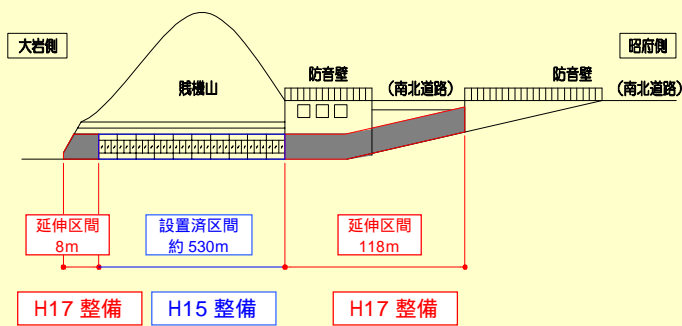 大岩側
昭府側
防音壁
防音壁
賎機山
(南北道路)
(南北道路)
延伸区間
8m
設置済区間
約 530m
延伸区間
118m
H17 整備
H15 整備
H17 整備